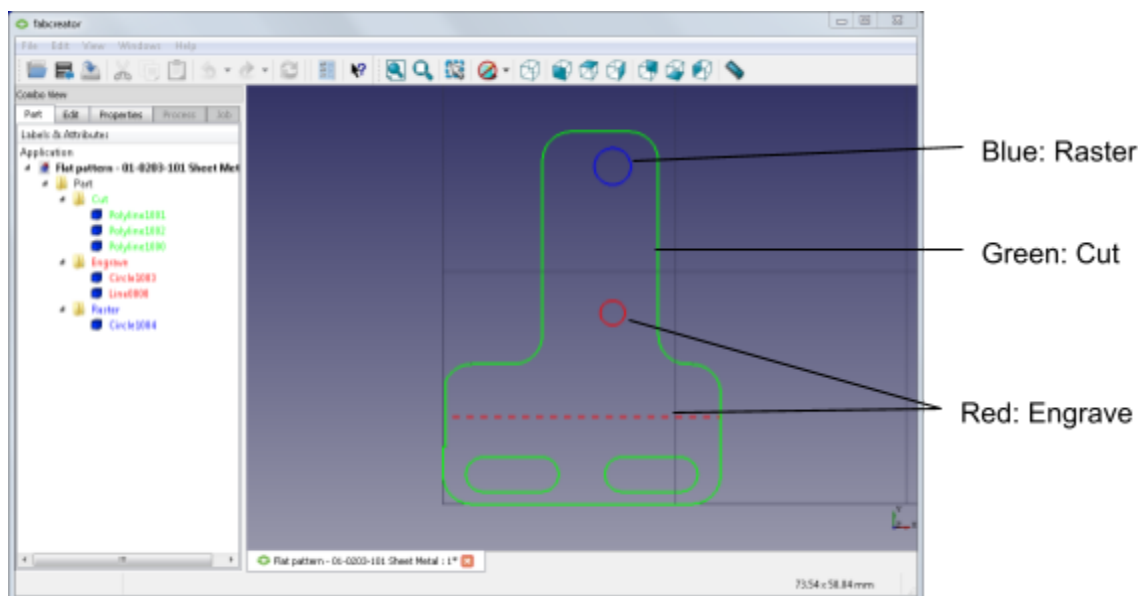 fabcreator
File Edit View Windows Help
Combo View
Part Edit Properties Process Job
Labels & Attributes
Application
Flat pattern - 01-0203-101 Sheet Met
Part
Cut
Polyline1001
Polyline1002
Polyline1000
Engrave
Circle1003
Line0000
Raster
Circle1004
Blue: Raster
Green: Cut
Red: Engrave
Flat pattern - 01-0203-101 Sheet Metal : 1*
73.54 x 58.84 mm